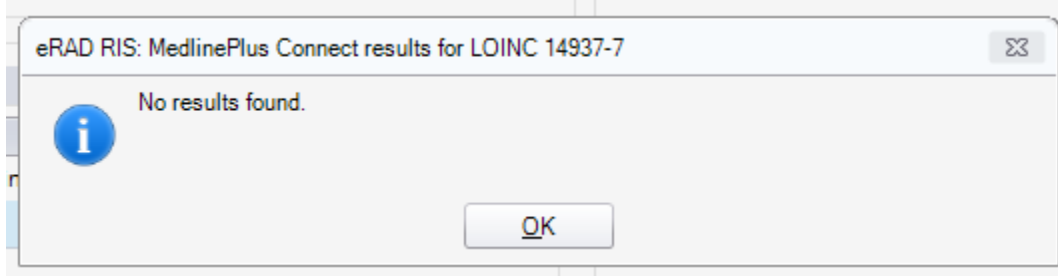 eRAD RIS: MedlinePlus Connect results for LOINC 14937-7
No results found.
OK